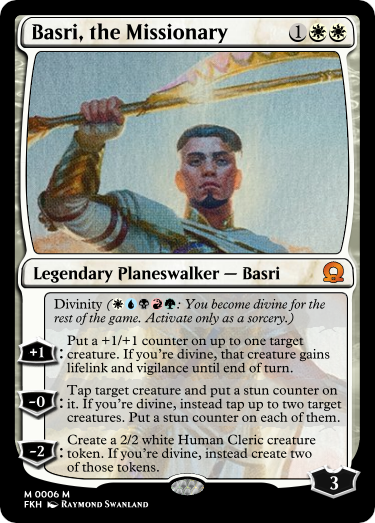 Basri, the Missionary 1
Legendary Planeswalker — Basri
Divinity (: You become divine for the
rest of the game. Activate only as a sorcery.)
+1: Put a +1/+1 counter on up to one target
creature. If you're divine, that creature gains
lifelink and vigilance until end of turn.
-0: Tap target creature and put a stun counter on
it. If you're divine, instead tap up to two target
creatures. Put a stun counter on each of them.
-2: Create a 2/2 white Human Cleric creature
token. If you're divine, instead create two
of those tokens.
3
M 0006 M
FKH Raymond Swanland